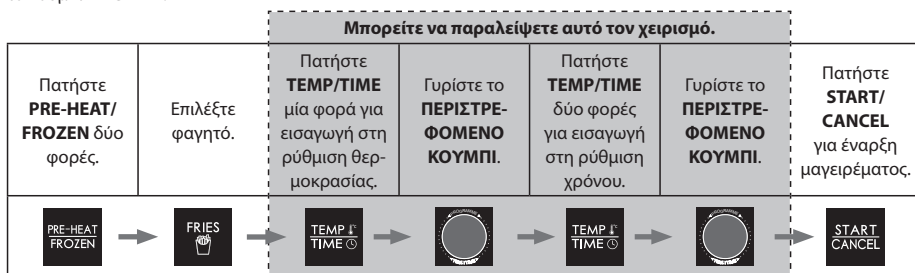 Μπορείτε να παραλείψετε αυτό τον χειρισμό.
Πατήστε
PRE-HEAT/
FROZEN δύο
φορές.
Επιλέξτε
φαγητό.
Πατήστε
TEMP/TIME
μία φορά για
εισαγωγή στη
ρύθμιση θερ-
μοκρασίας.
Γυρίστε το
ΠΕΡΙΣΤΡΕ-
ΦΟΜΕΝΟ
ΚΟΥΜΠΙ.
Πατήστε
TEMP/TIME
δύο φορές
για εισαγωγή
στη ρύθμιση
χρόνου.
Γυρίστε το
ΠΕΡΙΣΤΡΕ-
ΦΟΜΕΝΟ
ΚΟΥΜΠΙ.
Πατήστε
START/
CANCEL
για έναρξη
μαγειρέματος.
PRE-HEAT
FROZEN
FRIES
TEMP
TIME
TEMP
TIME
START
CANCEL